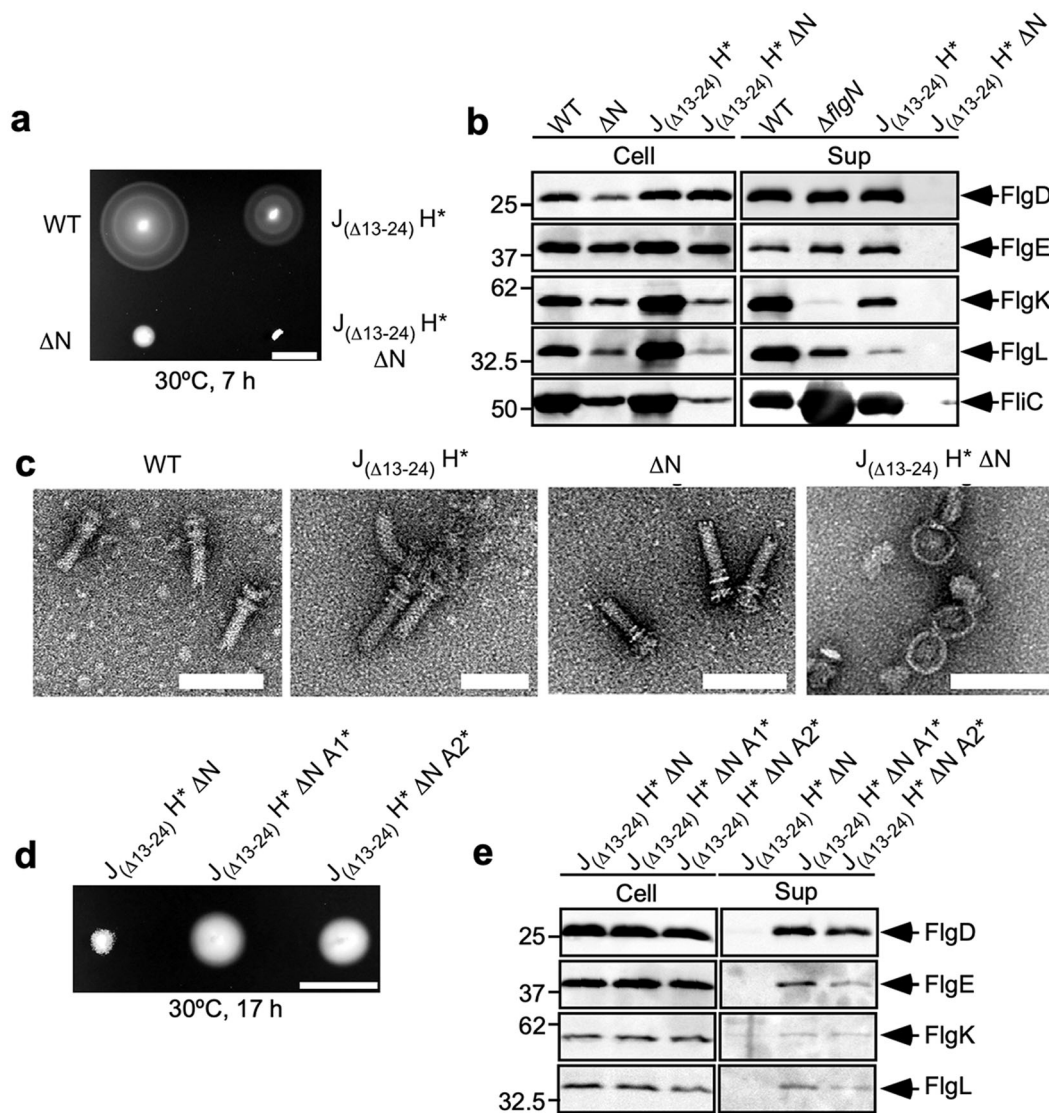 a
WT
J(Δ13-24) H*
ΔN
J(Δ13-24) H*
ΔN
30ºC, 7 h
b
WT
ΔN
J(Δ13-24) H*
J(Δ13-24) H* ΔN
WT
ΔflgN
J(Δ13-24) H*
J(Δ13-24) H* ΔN
Cell
Sup
25
FlgD
37
FlgE
62
FlgK
32.5
FlgL
50
FliC
c
WT
J(Δ13-24) H*
ΔN
J(Δ13-24) H* ΔN
d
J(Δ13-24) H* ΔN
J(Δ13-24) H* ΔN A1*
J(Δ13-24) H* ΔN A2*
30ºC, 17 h
e
J(Δ13-24) H* ΔN
J(Δ13-24) H* ΔN A1*
J(Δ13-24) H* ΔN A2*
J(Δ13-24) H* ΔN
J(Δ13-24) H* ΔN A1*
J(Δ13-24) H* ΔN A2*
Cell
Sup
25
FlgD
37
FlgE
62
FlgK
32.5
FlgL